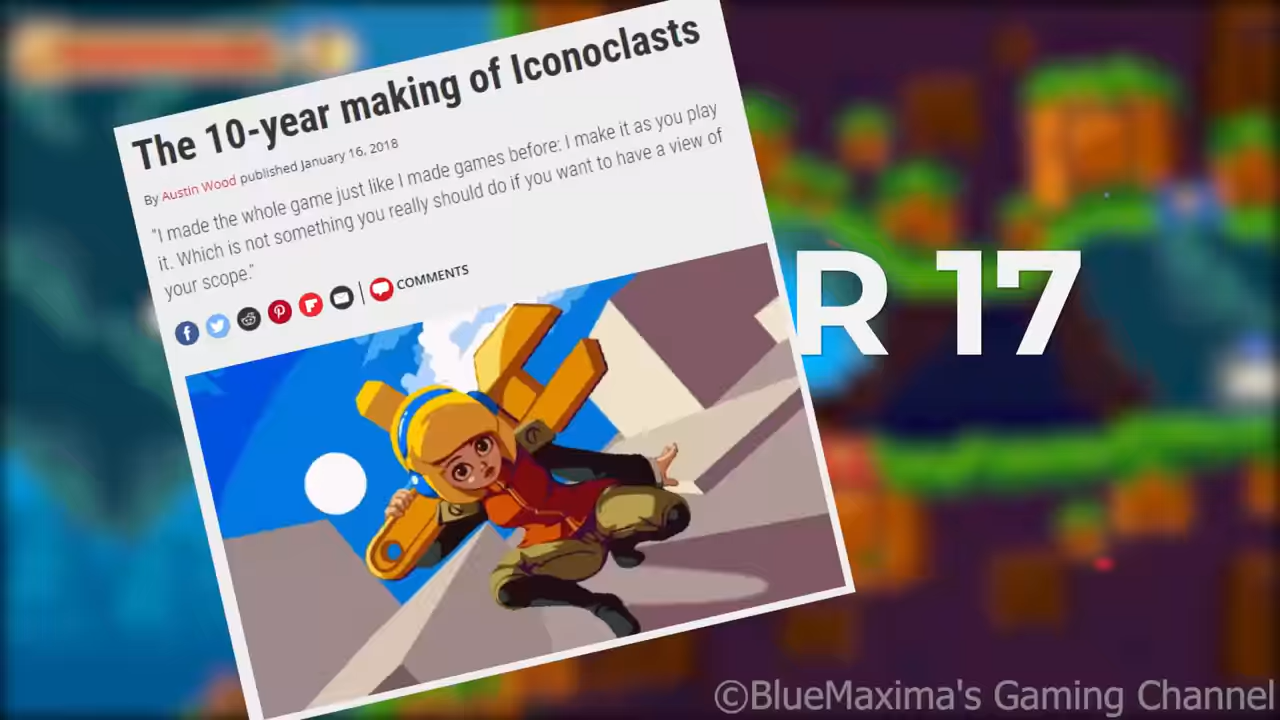 The 10-year making of Iconoclasts
By Austin Wood published January 16, 2018
"I made the whole game just like I made games before: I make it as you play
it. Which is not something you really should do if you want to have a view of
your scope."
COMMENTS
R 17
©BlueMaxima's Gaming Channel